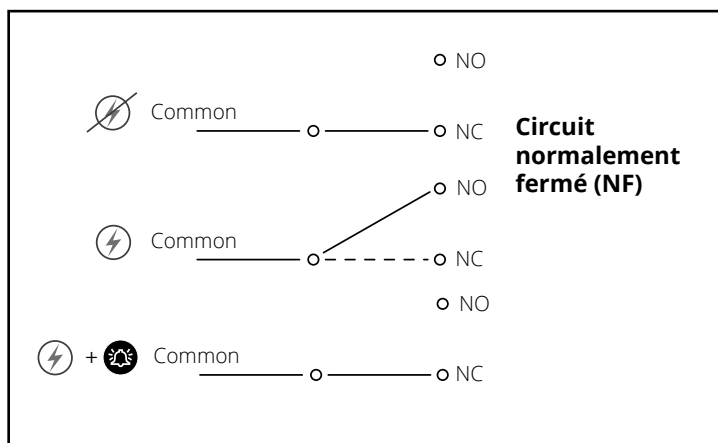 NO
Common
NC
Circuit
normalement
fermé (NF)
NO
Common
NC
NO
+ Common
NC